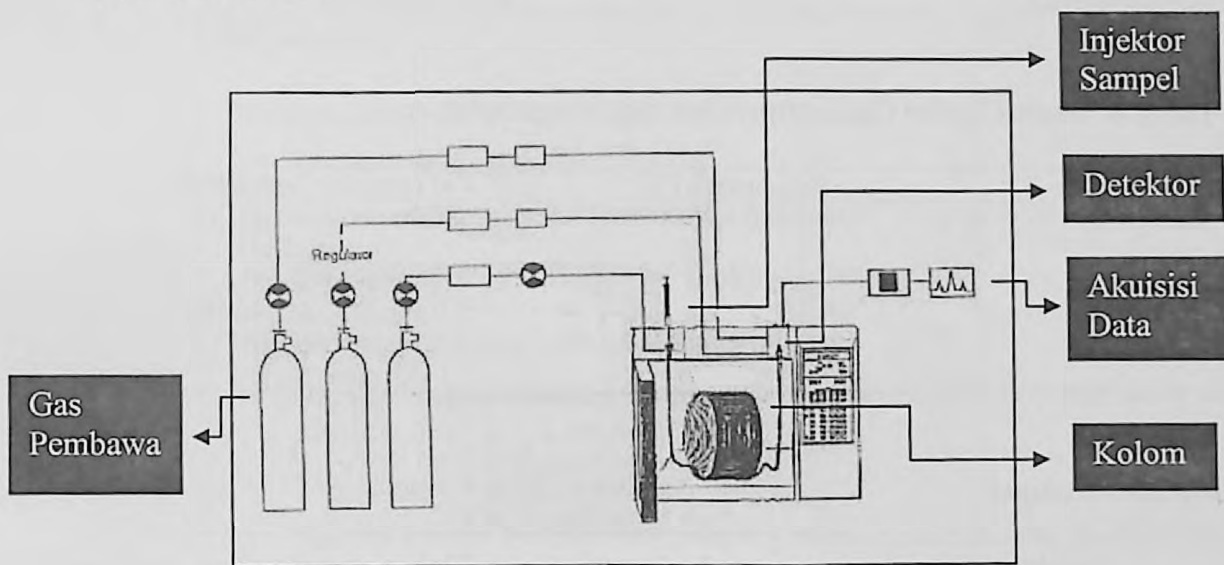 Injektor
Sampel
Detektor
Regulator
Akuisisi
Data
Gas
Pembawa
Kolom